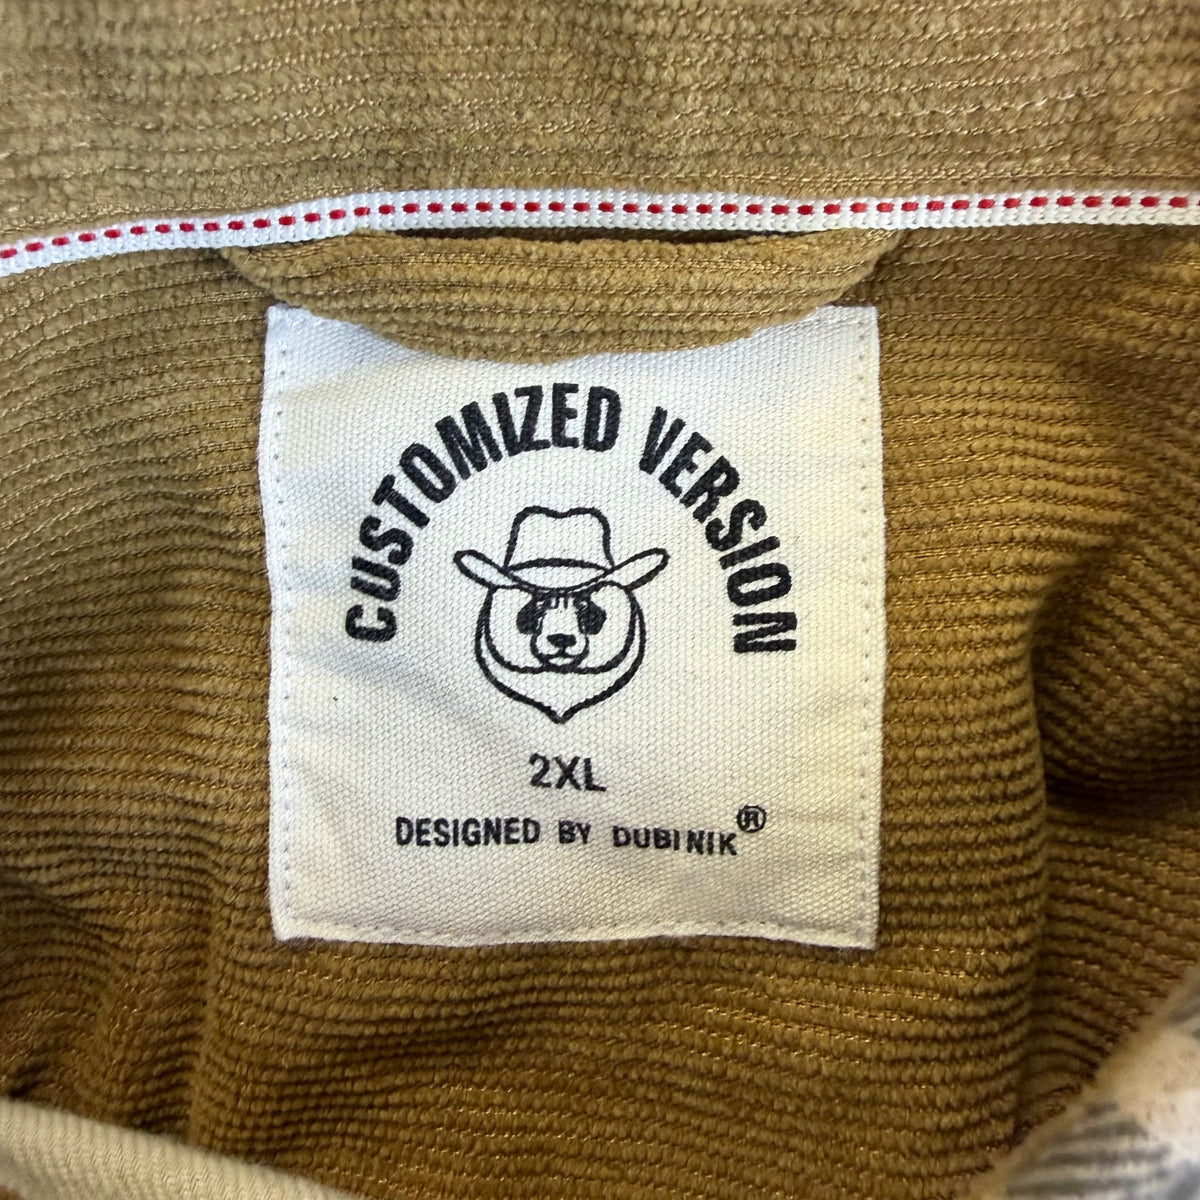 CUSTOMIZED VERSION
2XL
DESIGNED BY DUBINIK®